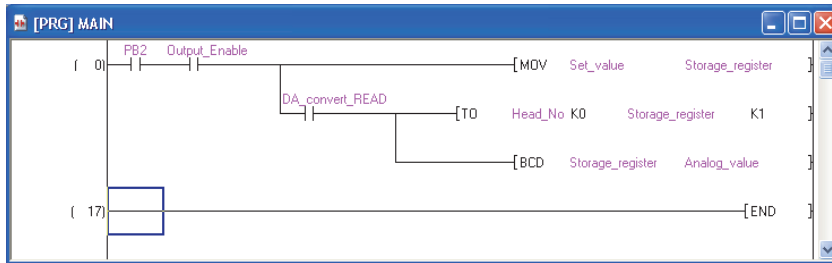 [PRG] MAIN
PB2 Output_Enable
( 0) [MOV Set_value Storage_register ]
DA_convert_READ
[TO Head_No K0 Storage_register K1 ]
[BCD Storage_register Analog_value ]
( 17) [END ]